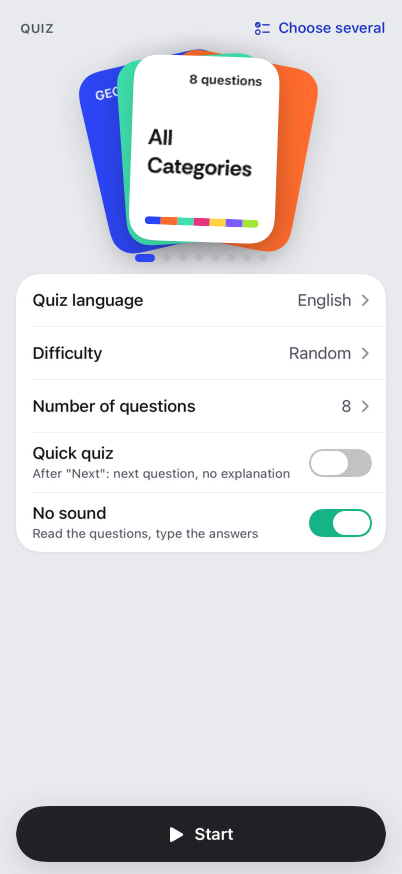 QUIZ
Choose several
8 questions
All
Categories
Quiz language
English
Difficulty
Random
Number of questions
8
Quick quiz
After "Next": next question, no explanation
No sound
Read the questions, type the answers
Start